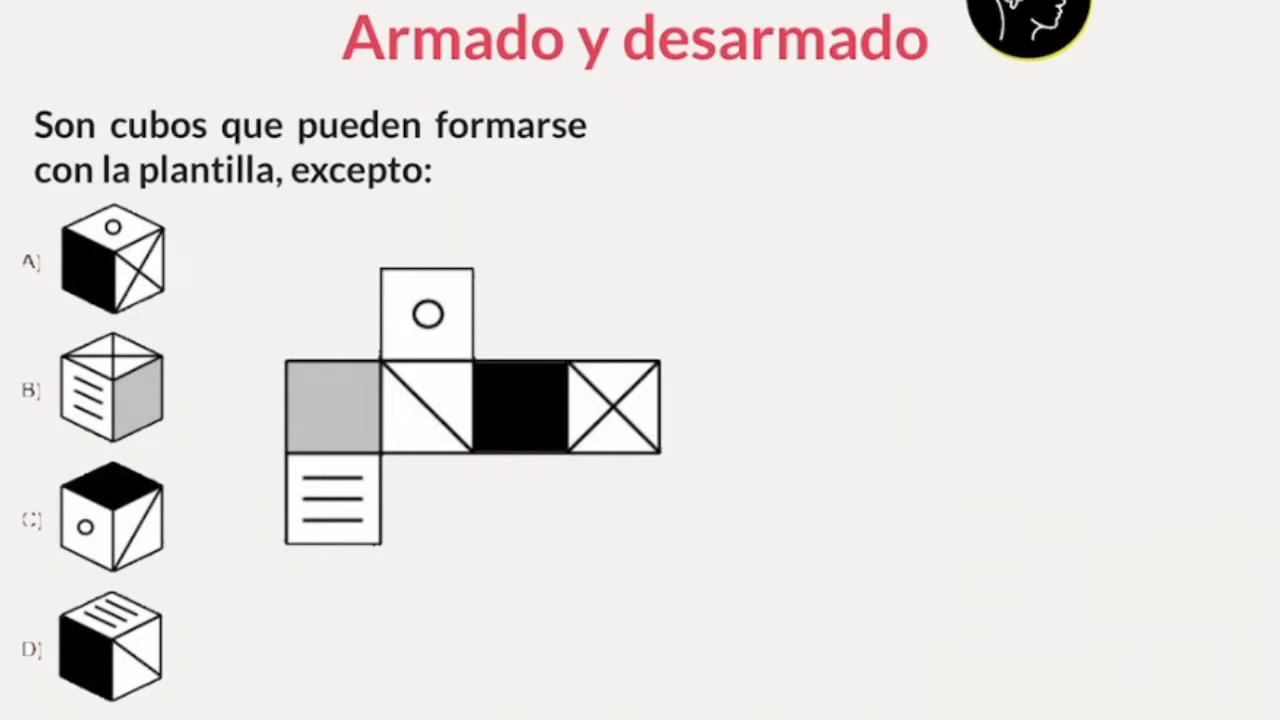 Armado y desarmado
Son cubos que pueden formarse
con la plantilla, excepto:
A)
B)
C)
D)